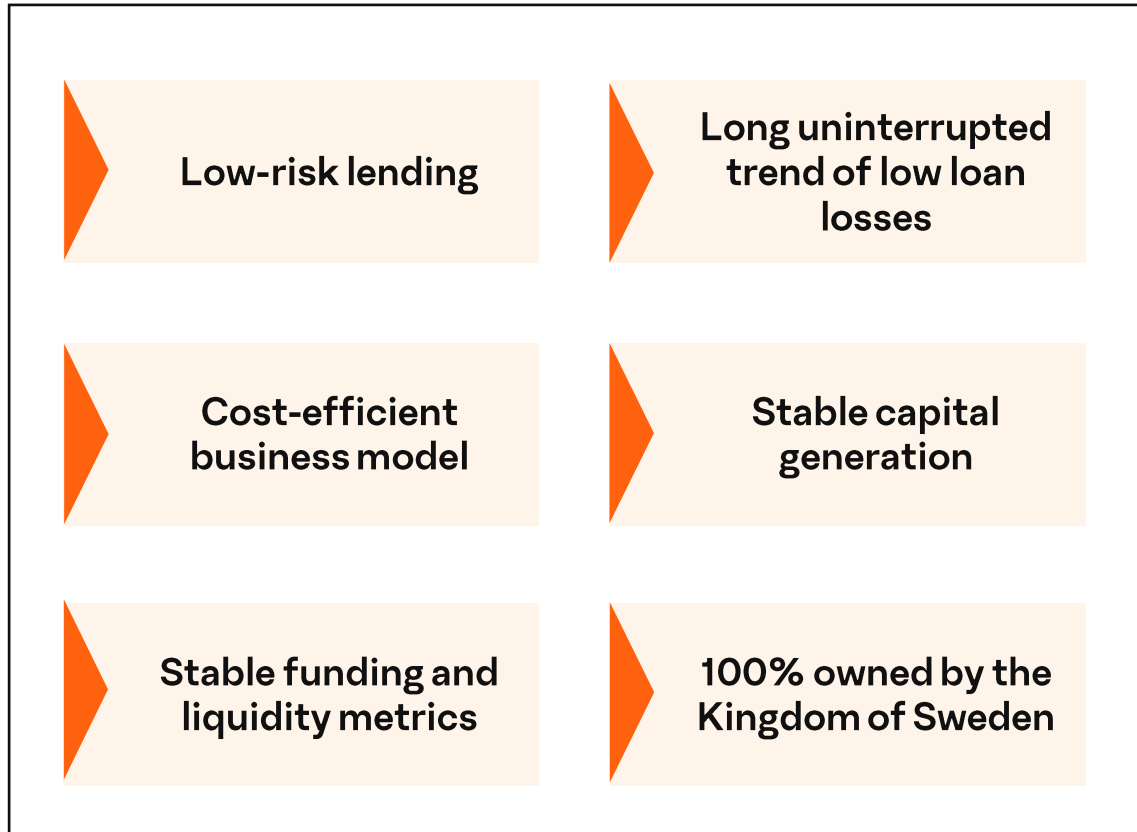 Low-risk lending
Long uninterrupted
trend of low loan
losses
Cost-efficient
business model
Stable capital
generation
Stable funding and
liquidity metrics
100% owned by the
Kingdom of Sweden